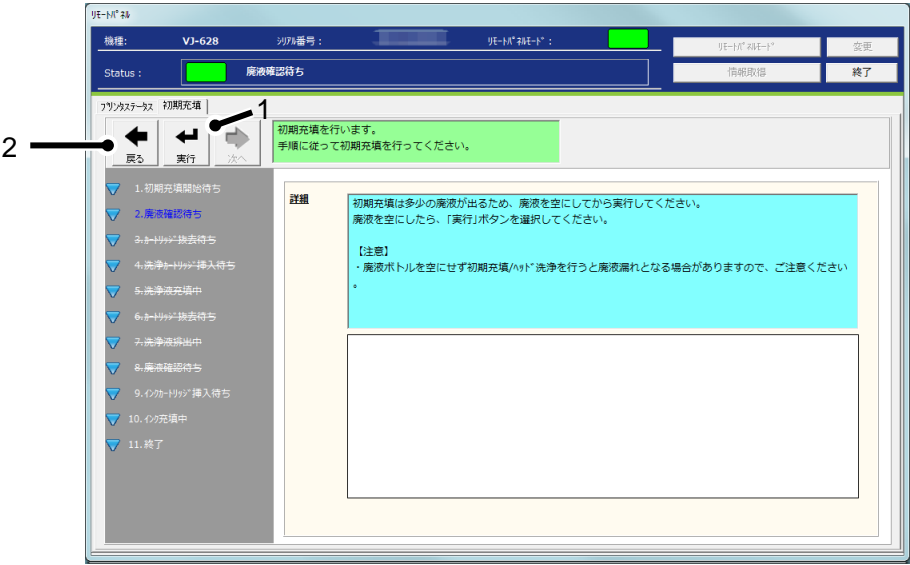 ﾘﾓｰﾄﾊﾟﾈﾙ
機種: VJ-628 ｼﾘｱﾙ番号： ﾘﾓｰﾄﾊﾟﾈﾙﾓｰﾄﾞ： ﾘﾓｰﾄﾊﾟﾈﾙﾓｰﾄﾞ 変更
Status： 廃液確認待ち 情報取得 終了
ﾌﾟﾘﾝﾀｽﾃｰﾀｽ 初期充填
1
2
戻る 実行 次へ
初期充填を行います。
手順に従って初期充填を行ってください。
1.初期充填開始待ち
2.廃液確認待ち
3.ｶｰﾄﾘｯｼﾞ抜去待ち
4.洗浄ｶｰﾄﾘｯｼﾞ挿入待ち
5.洗浄液充填中
6.ｶｰﾄﾘｯｼﾞ抜去待ち
7.洗浄液排出中
8.廃液確認待ち
9.ｲﾝｸｶｰﾄﾘｯｼﾞ挿入待ち
10.ｲﾝｸ充填中
11.終了
詳細
初期充填は多少の廃液が出るため、廃液を空にしてから実行してください。
廃液を空にしたら、「実行」ボタンを選択してください。
【注意】
・廃液ボトルを空にせず初期充填/ﾍｯﾄﾞ洗浄を行うと廃液漏れとなる場合がありますので、ご注意ください
。